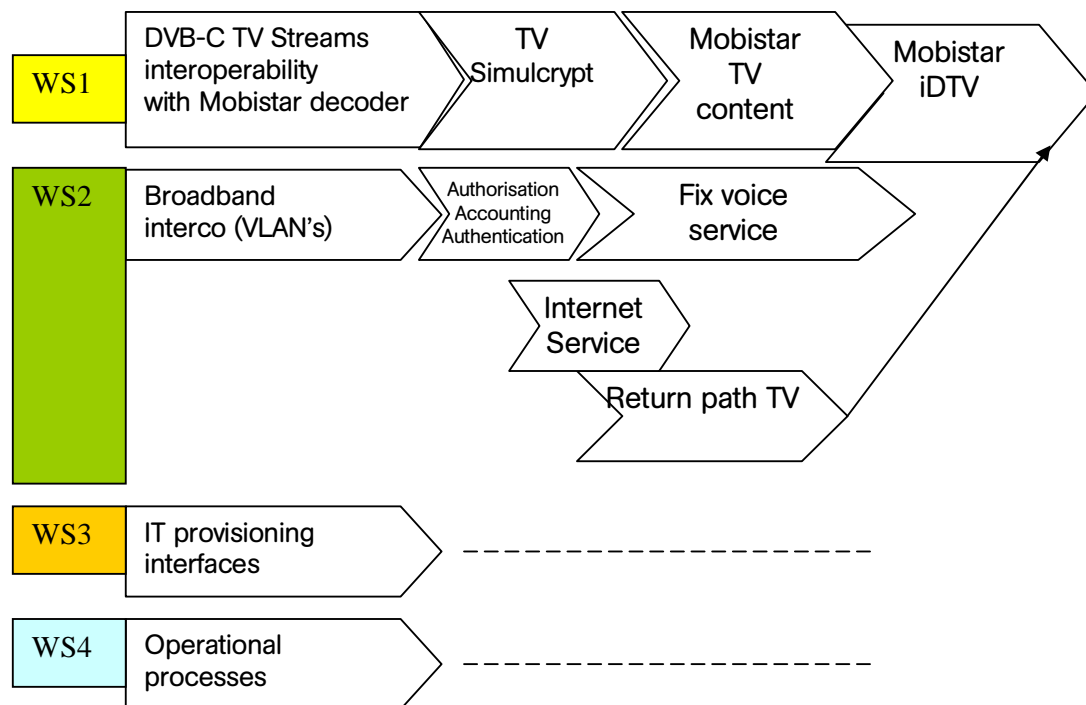 WS1
DVB-C TV Streams
interoperability
with Mobistar decoder
TV
Simulcrypt
Mobistar
TV
content
Mobistar
iDTV
WS2
Broadband
interco (VLAN's)
Authorisation
Accounting
Authentication
Fix voice
service
Internet
Service
Return path TV
WS3
IT provisioning
interfaces
WS4
Operational
processes